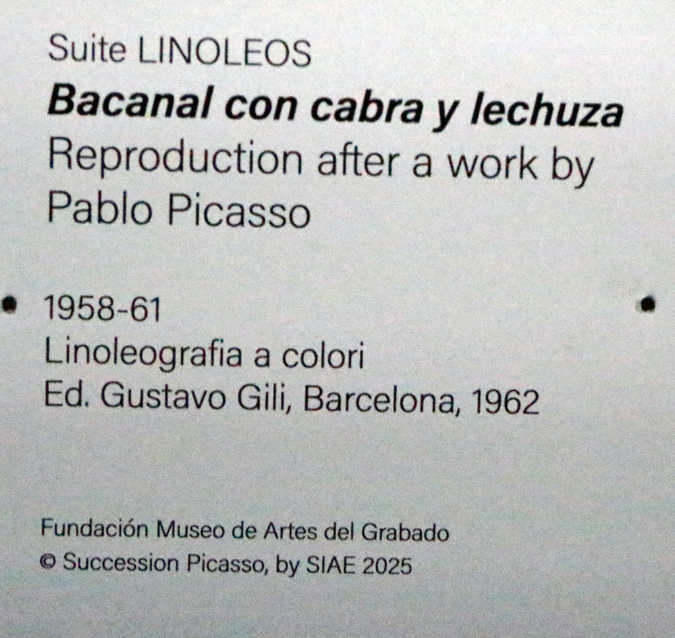 Suite LINOLEOS
Bacanal con cabra y lechuza
Reproduction after a work by
Pablo Picasso
1958-61
Linoleografia a colori
Ed. Gustavo Gili, Barcelona, 1962
Fundación Museo de Artes del Grabado
© Succession Picasso, by SIAE 2025